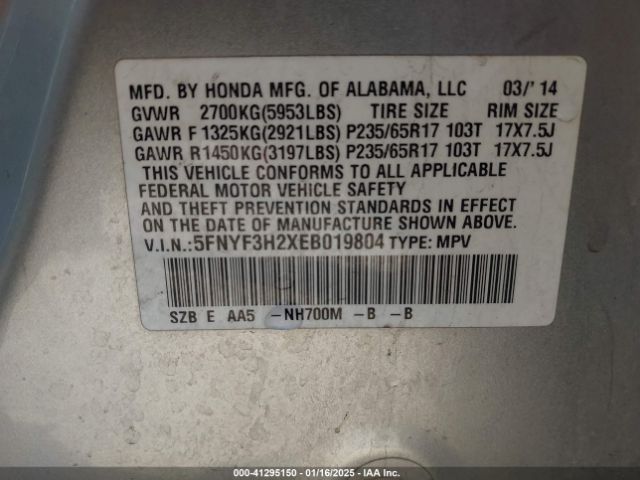 MFD. BY HONDA MFG. OF ALABAMA, LLC 03/' 14
GVWR 2700KG(5953LBS) TIRE SIZE RIM SIZE
GAWR F 1325KG(2921LBS) P235/65R17 103T 17X7.5J
GAWR R1450KG(3197LBS) P235/65R17 103T 17X7.5J
THIS VEHICLE CONFORMS TO ALL APPLICABLE
FEDERAL MOTOR VEHICLE SAFETY
AND THEFT PREVENTION STANDARDS IN EFFECT
ON THE DATE OF MANUFACTURE SHOWN ABOVE.
V.I.N.:5FNYF3H2XEB019804 TYPE: MPV
SZB E AA5 -NH700M -B -B
000-41295150 | 01/16/2025 - IAA Inc.